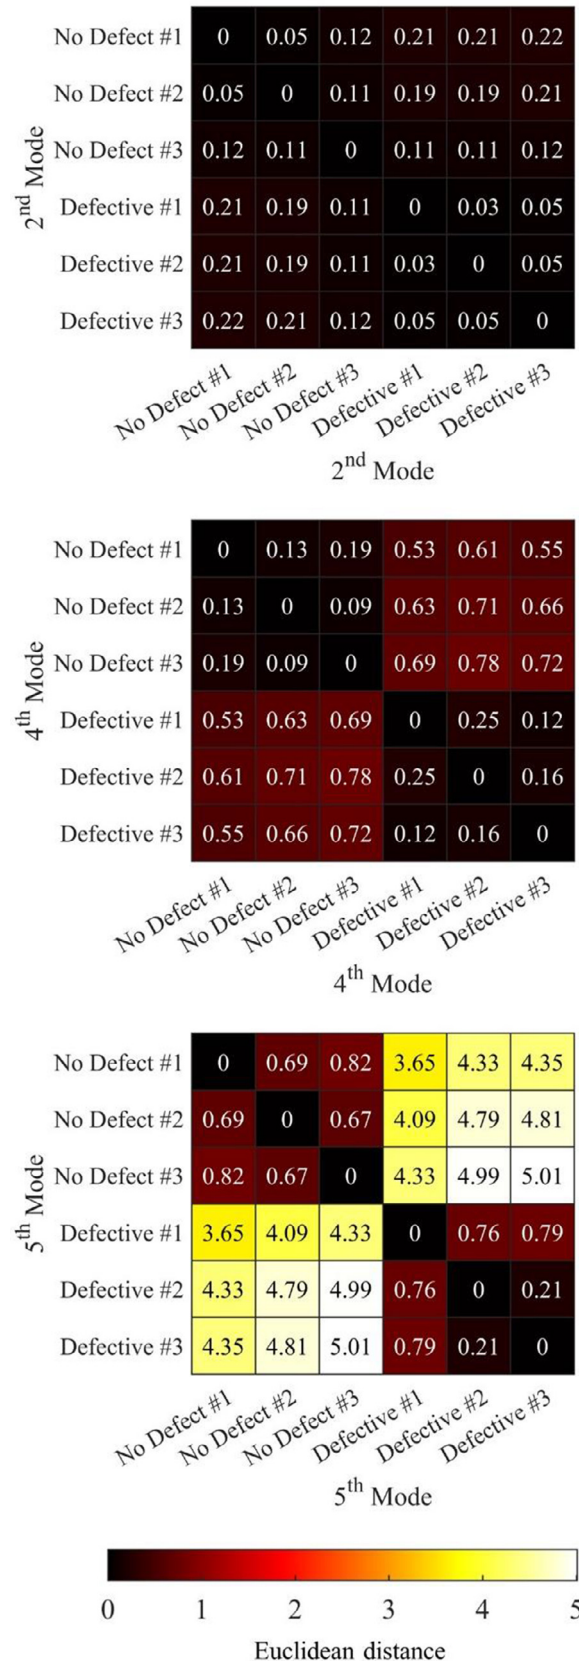 No Defect #1 0 0.05 0.12 0.21 0.21 0.22
No Defect #2 0.05 0 0.11 0.19 0.19 0.21
No Defect #3 0.12 0.11 0 0.11 0.11 0.12
2nd Mode
Defective #1 0.21 0.19 0.11 0 0.03 0.05
Defective #2 0.21 0.19 0.11 0.03 0 0.05
Defective #3 0.22 0.21 0.12 0.05 0.05 0
No Defect #1 No Defect #2 No Defect #3 Defective #1 Defective #2 Defective #3
2nd Mode
No Defect #1 0 0.13 0.19 0.53 0.61 0.55
No Defect #2 0.13 0 0.09 0.63 0.71 0.66
No Defect #3 0.19 0.09 0 0.69 0.78 0.72
4th Mode
Defective #1 0.53 0.63 0.69 0 0.25 0.12
Defective #2 0.61 0.71 0.78 0.25 0 0.16
Defective #3 0.55 0.66 0.72 0.12 0.16 0
No Defect #1 No Defect #2 No Defect #3 Defective #1 Defective #2 Defective #3
4th Mode
No Defect #1 0 0.69 0.82 3.65 4.33 4.35
No Defect #2 0.69 0 0.67 4.09 4.79 4.81
No Defect #3 0.82 0.67 0 4.33 4.99 5.01
5th Mode
Defective #1 3.65 4.09 4.33 0 0.76 0.79
Defective #2 4.33 4.79 4.99 0.76 0 0.21
Defective #3 4.35 4.81 5.01 0.79 0.21 0
No Defect #1 No Defect #2 No Defect #3 Defective #1 Defective #2 Defective #3
5th Mode
0 1 2 3 4 5
Euclidean distance